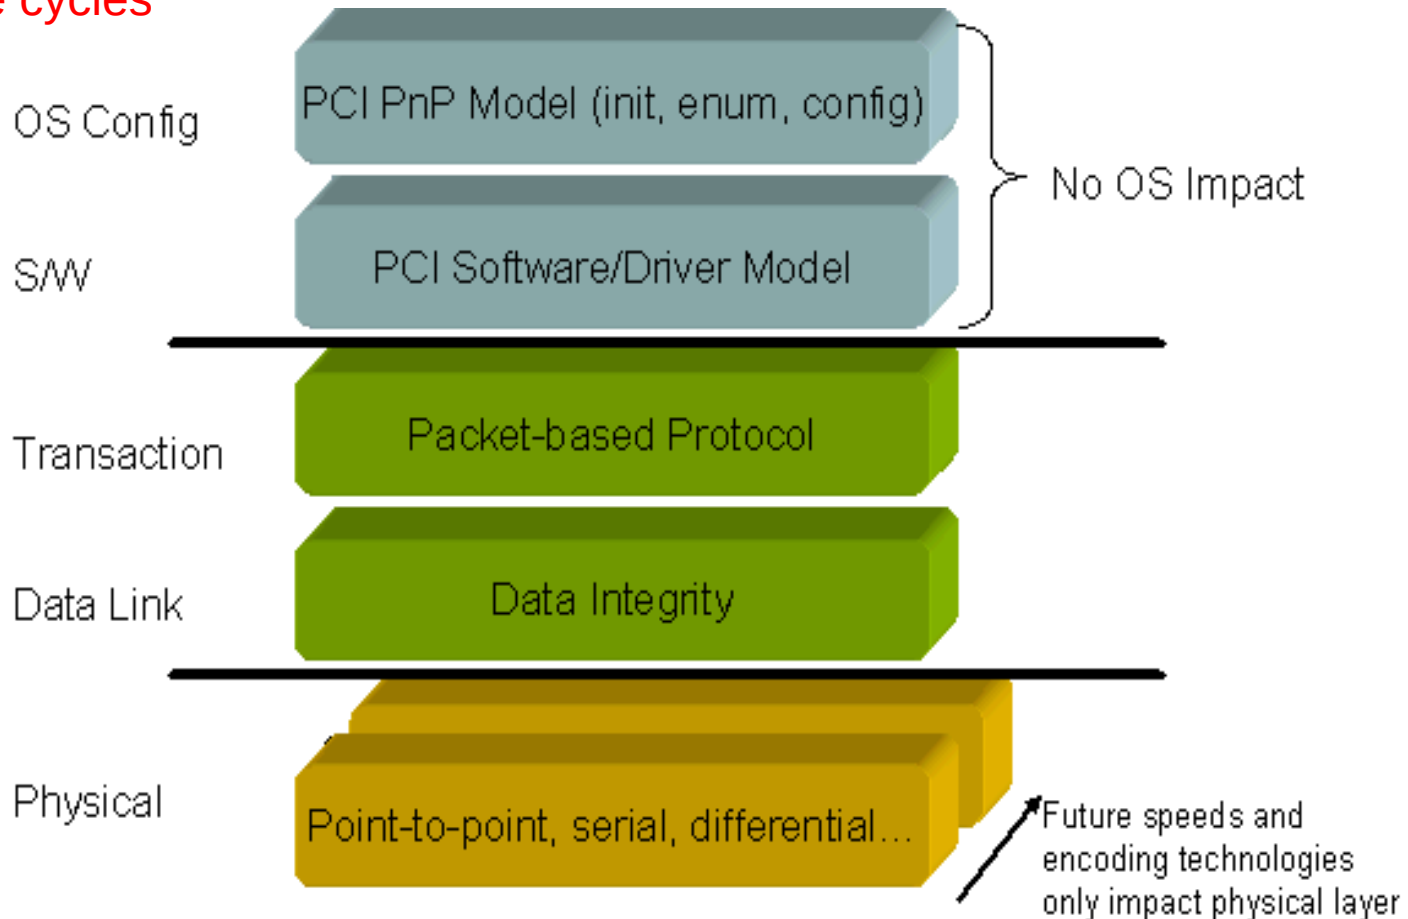 cycles
PCI PnP Model (init, enum, config)
OS Config
No OS Impact
PCI Software/Driver Model
S/W
Packet-based Protocol
Transaction
Data Integrity
Data Link
Physical
Point-to-point, serial, differential...
Future speeds and
encoding technologies
only impact physical layer